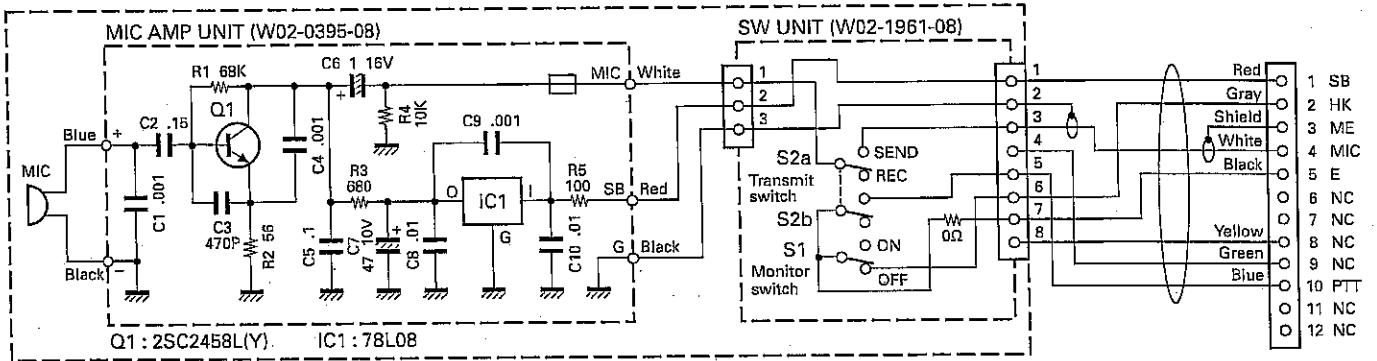 MIC AMP UNIT (W02-0395-08)
SW UNIT (W02-1961-08)
C6 1 16V
R1 68K
MIC
White
Q1
R4
10K
C4 .001
C9 .001
Blue
+
C2 .15
MIC
R3
680
O
IC1
I
R5
100
SB
Red
G
C1 .001
C3
470P
R2 56
C5 .1
C7
47 10V
+
C8 .01
C10 .01
G
Black
Black
−
Q1 : 2SC2458L(Y)
IC1 : 78L08
1
2
3
S2a
SEND
REC
Transmit
switch
S2b
ON
S1
OFF
Monitor
switch
0Ω
1
2
3
4
5
6
7
8
Red
Gray
Shield
White
Black
Yellow
Green
Blue
1 SB
2 HK
3 ME
4 MIC
5 E
6 NC
7 NC
8 NC
9 NC
10 PTT
11 NC
12 NC